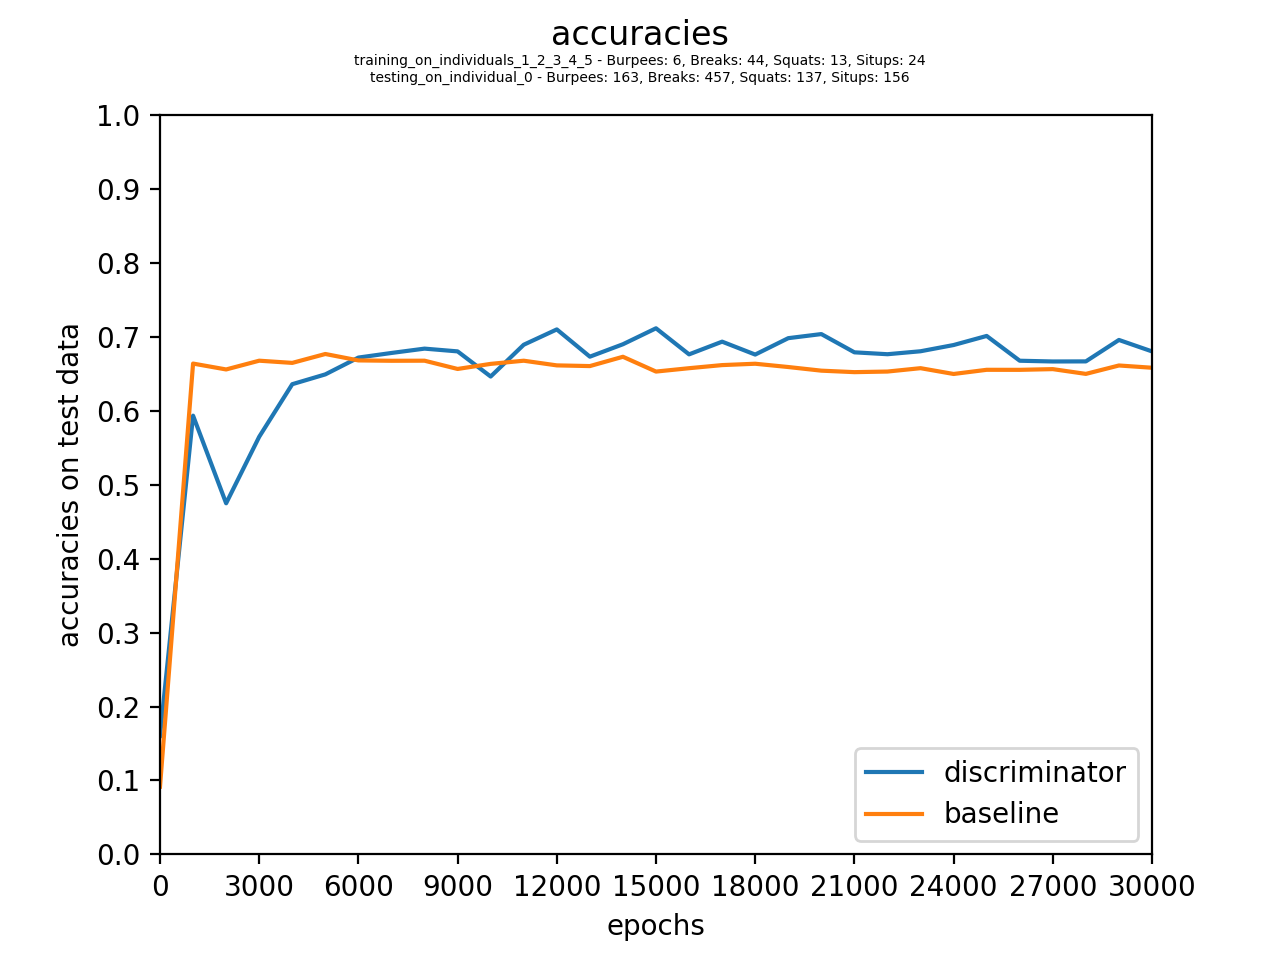 accuracies
training_on_individuals_1_2_3_4_5 - Burpees: 6, Breaks: 44, Squats: 13, Situps: 24
testing_on_individual_0 - Burpees: 163, Breaks: 457, Squats: 137, Situps: 156
1.0
0.9
0.8
0.7
0.6
0.5
0.4
0.3
0.2
0.1
0.0
accuracies on test data
discriminator
baseline
0 3000 6000 9000 12000 15000 18000 21000 24000 27000 30000
epochs